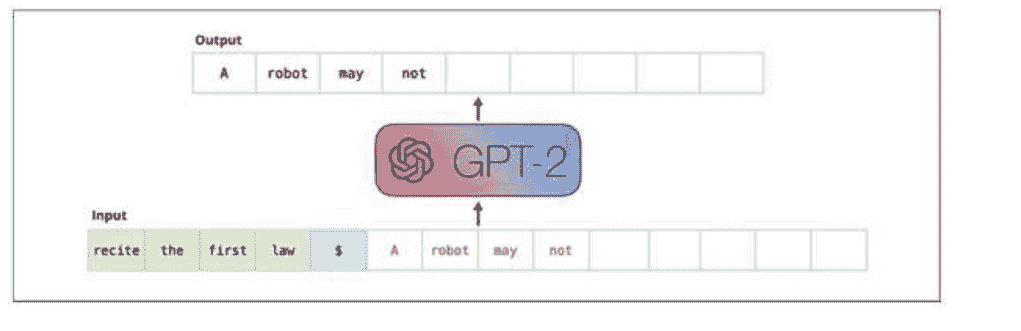 Output
A robot may not
GPT-2
Input
recite the first law $ A robot may not